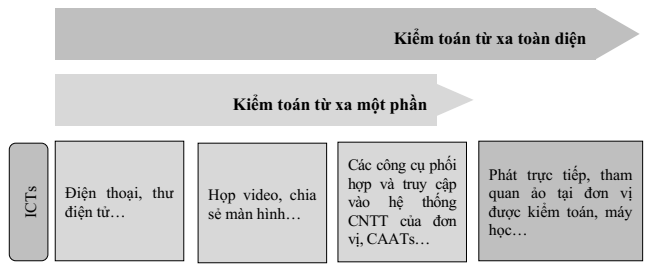 Kiểm toán từ xa toàn diện
Kiểm toán từ xa một phần
ICTs
Điện thoại, thư
điện tử…
Họp video, chia
sẻ màn hình…
Các công cụ phối
hợp và truy cập
vào hệ thống
CNTT của đơn
vị, CAATs…
Phát trực tiếp, tham
quan ảo tại đơn vị
được kiểm toán, máy
học…